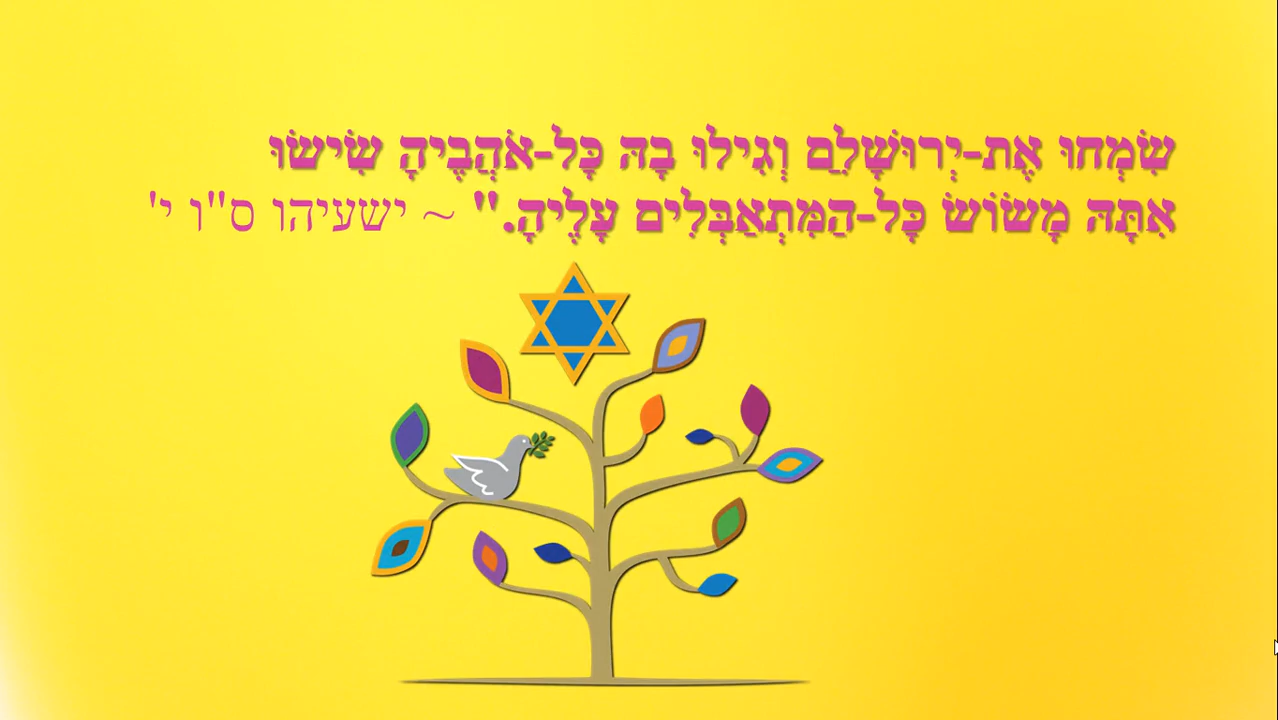 שִׂמְחוּ אֶת-יְרוּשָׁלִַם וְגִילוּ בָהּ כָּל-אֹהֲבֶיהָ שִׂישׂוּ
אִתָּהּ מָשׂוֹשׂ כָּל-הַמִּתְאַבְּלִים עָלֶיהָ." ~ ישעיהו ס"ו י'